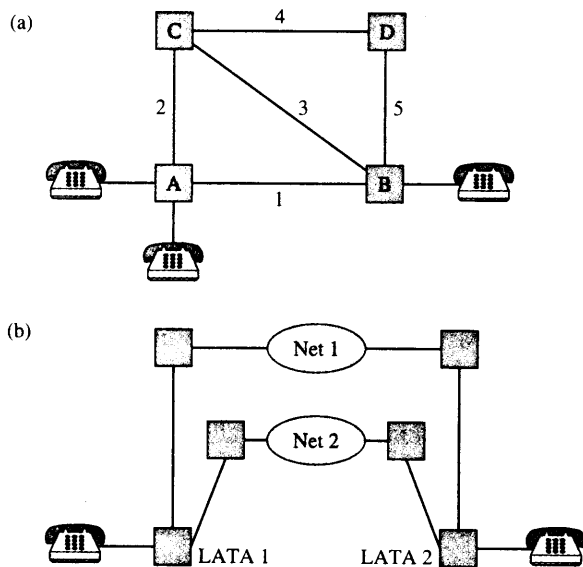 (a)
C 4 D
2 3 5
A 1 B
(b)
Net 1
Net 2
LATA 1 LATA 2